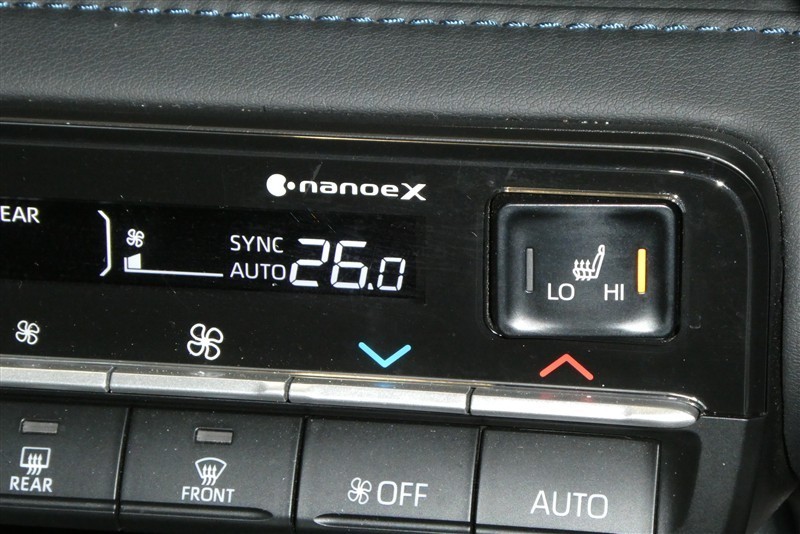 nanoeX
EAR
SYNC
AUTO 26.0
LO HI
REAR
FRONT
OFF
AUTO